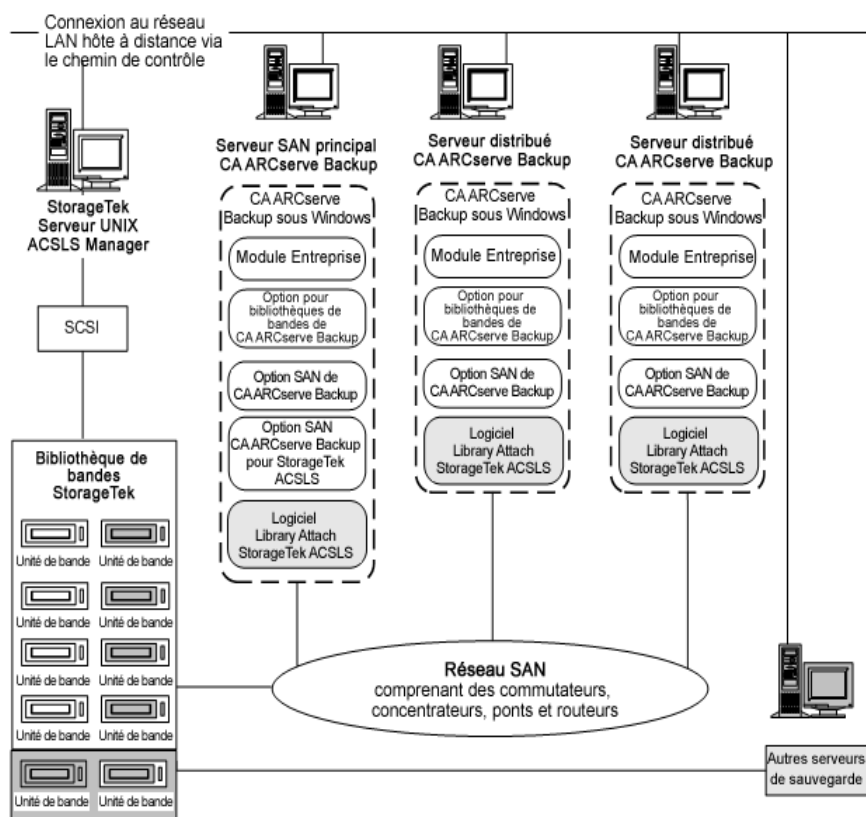 Connexion au réseau
LAN hôte à distance via
le chemin de contrôle
StorageTek
Serveur UNIX
ACSLS Manager
SCSI
Bibliothèque de
bandes
StorageTek
Unité de bande Unité de bande
Unité de bande Unité de bande
Unité de bande Unité de bande
Unité de bande Unité de bande
Unité de bande Unité de bande
Serveur SAN principal
CA ARCserve Backup
CA ARCserve
Backup sous Windows
Module Entreprise
Option pour
bibliothèques de
bandes de
CA ARCserve Backup
Option SAN de
CA ARCserve Backup
Option SAN
CA ARCserve Backup
pour StorageTek
ACSLS
Logiciel
Library Attach
StorageTek ACSLS
Serveur distribué
CA ARCserve Backup
CA ARCserve
Backup sous Windows
Module Entreprise
Option pour
bibliothèques de
bandes de
CA ARCserve Backup
Option SAN de
CA ARCserve Backup
Logiciel
Library Attach
StorageTek ACSLS
Serveur distribué
CA ARCserve Backup
CA ARCserve
Backup sous Windows
Module Entreprise
Option pour
bibliothèques de
bandes de
CA ARCserve Backup
Option SAN de
CA ARCserve Backup
Logiciel
Library Attach
StorageTek ACSLS
Réseau SAN
comprenant des commutateurs,
concentrateurs, ponts et routeurs
Autres serveurs
de sauvegarde